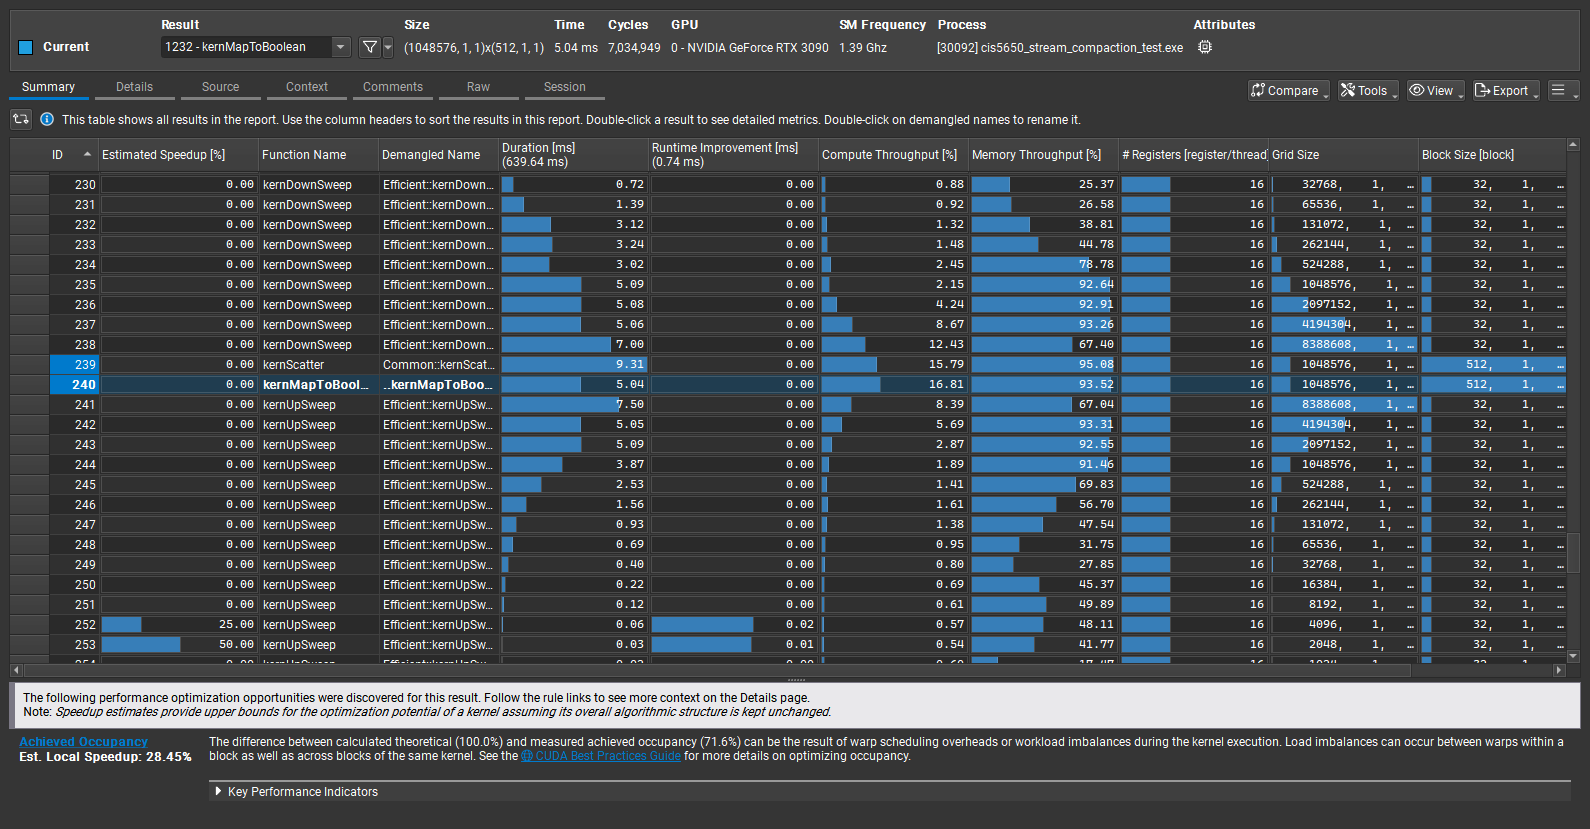 Current
Result
1232 - kernMapToBoolean
Size Time Cycles GPU SM Frequency Process Attributes
(1048576, 1, 1)x(512, 1, 1) 5.04 ms 7,034,949 0 - NVIDIA GeForce RTX 3090 1.39 Ghz [30092] cis5650_stream_compaction_test.exe
Summary Details Source Context Comments Raw Session Compare Tools View Export
This table shows all results in the report. Use the column headers to sort the results in this report. Double-click a result to see detailed metrics. Double-click on demangled names to rename it.
ID Estimated Speedup [%] Function Name Demangled Name Duration [ms] Runtime Improvement [ms] Compute Throughput [%] Memory Throughput [%] # Registers [register/thread] Grid Size Block Size [block]
(639.64 ms) (0.74 ms)
230 0.00 kernDownSweep Efficient::kernDown... 0.72 0.00 0.88 25.37 16 32768, 1, ... 32, 1, ...
231 0.00 kernDownSweep Efficient::kernDown... 1.39 0.00 0.92 26.58 16 65536, 1, ... 32, 1, ...
232 0.00 kernDownSweep Efficient::kernDown... 3.12 0.00 1.32 38.81 16 131072, 1, ... 32, 1, ...
233 0.00 kernDownSweep Efficient::kernDown... 3.24 0.00 1.48 44.78 16 262144, 1, ... 32, 1, ...
234 0.00 kernDownSweep Efficient::kernDown... 3.02 0.00 2.45 78.78 16 524288, 1, ... 32, 1, ...
235 0.00 kernDownSweep Efficient::kernDown... 5.09 0.00 2.15 92.64 16 1048576, 1, ... 32, 1, ...
236 0.00 kernDownSweep Efficient::kernDown... 5.08 0.00 4.24 92.91 16 2097152, 1, ... 32, 1, ...
237 0.00 kernDownSweep Efficient::kernDown... 5.06 0.00 8.67 93.26 16 4194304, 1, ... 32, 1, ...
238 0.00 kernDownSweep Efficient::kernDown... 7.00 0.00 12.43 67.40 16 8388608, 1, ... 32, 1, ...
239 0.00 kernScatter Common::kernScat... 9.31 0.00 15.79 95.08 16 1048576, 1, ... 512, 1, ...
240 0.00 kernMapToBool... ..kernMapToBoo... 5.04 0.00 16.81 93.52 16 1048576, 1, ... 512, 1, ...
241 0.00 kernUpSweep Efficient::kernUpSw... 7.50 0.00 8.39 67.04 16 8388608, 1, ... 32, 1, ...
242 0.00 kernUpSweep Efficient::kernUpSw... 5.05 0.00 5.69 93.31 16 4194304, 1, ... 32, 1, ...
243 0.00 kernUpSweep Efficient::kernUpSw... 5.09 0.00 2.87 92.55 16 2097152, 1, ... 32, 1, ...
244 0.00 kernUpSweep Efficient::kernUpSw... 3.87 0.00 1.89 91.46 16 1048576, 1, ... 32, 1, ...
245 0.00 kernUpSweep Efficient::kernUpSw... 2.53 0.00 1.41 69.83 16 524288, 1, ... 32, 1, ...
246 0.00 kernUpSweep Efficient::kernUpSw... 1.56 0.00 1.61 56.70 16 262144, 1, ... 32, 1, ...
247 0.00 kernUpSweep Efficient::kernUpSw... 0.93 0.00 1.38 47.54 16 131072, 1, ... 32, 1, ...
248 0.00 kernUpSweep Efficient::kernUpSw... 0.69 0.00 0.95 31.75 16 65536, 1, ... 32, 1, ...
249 0.00 kernUpSweep Efficient::kernUpSw... 0.40 0.00 0.80 27.85 16 32768, 1, ... 32, 1, ...
250 0.00 kernUpSweep Efficient::kernUpSw... 0.22 0.00 0.69 45.37 16 16384, 1, ... 32, 1, ...
251 0.00 kernUpSweep Efficient::kernUpSw... 0.12 0.00 0.61 49.89 16 8192, 1, ... 32, 1, ...
252 25.00 kernUpSweep Efficient::kernUpSw... 0.06 0.02 0.57 48.11 16 4096, 1, ... 32, 1, ...
253 50.00 kernUpSweep Efficient::kernUpSw... 0.03 0.01 0.54 41.77 16 2048, 1, ... 32, 1, ...
The following performance optimization opportunities were discovered for this result. Follow the rule links to see more context on the Details page.
Note: Speedup estimates provide upper bounds for the optimization potential of a kernel assuming its overall algorithmic structure is kept unchanged.
Achieved Occupancy
Est. Local Speedup: 28.45%
The difference between calculated theoretical (100.0%) and measured achieved occupancy (71.6%) can be the result of warp scheduling overheads or workload imbalances during the kernel execution. Load imbalances can occur between warps within a
block as well as across blocks of the same kernel. See the CUDA Best Practices Guide for more details on optimizing occupancy.
Key Performance Indicators